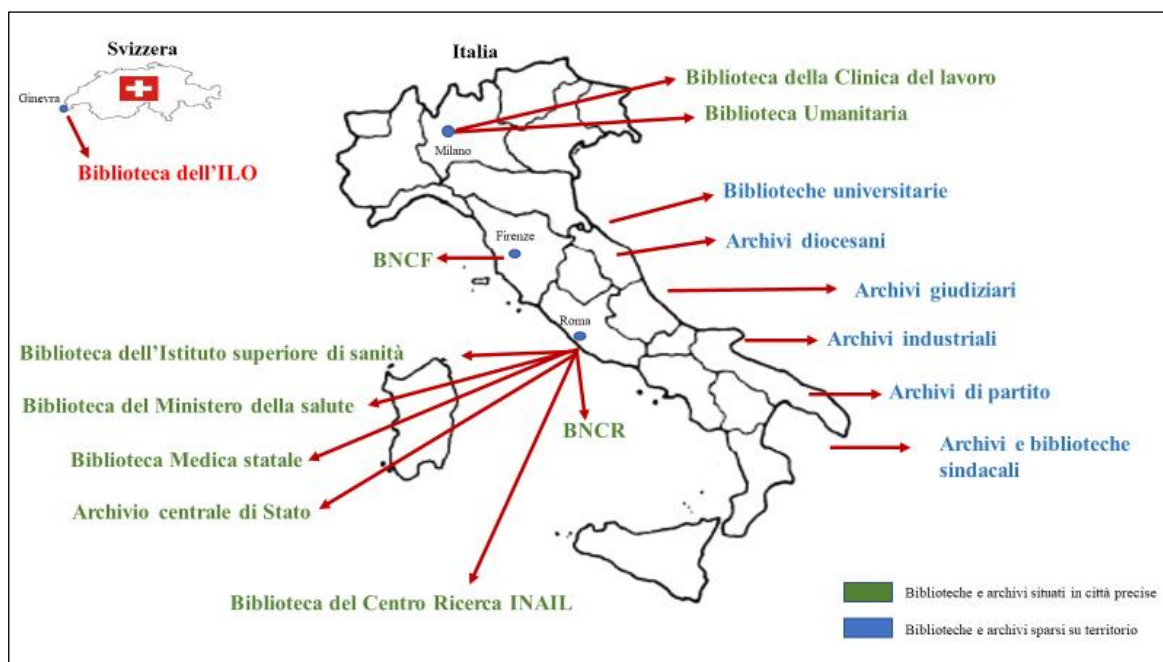 Svizzera
Ginevra
Biblioteca dell'ILO
Italia
Biblioteca della Clinica del lavoro
Biblioteca Umanitaria
Milano
Biblioteche universitarie
Firenze
Archivi diocesani
BNCF
Archivi giudiziari
Roma
Archivi industriali
Biblioteca dell'Istituto superiore di sanità
Archivi di partito
Biblioteca del Ministero della salute
BNCR
Archivi e biblioteche
sindacali
Biblioteca Medica statale
Archivio centrale di Stato
Biblioteca del Centro Ricerca INAIL
Biblioteche e archivi situati in città precise
Biblioteche e archivi sparsi su territorio